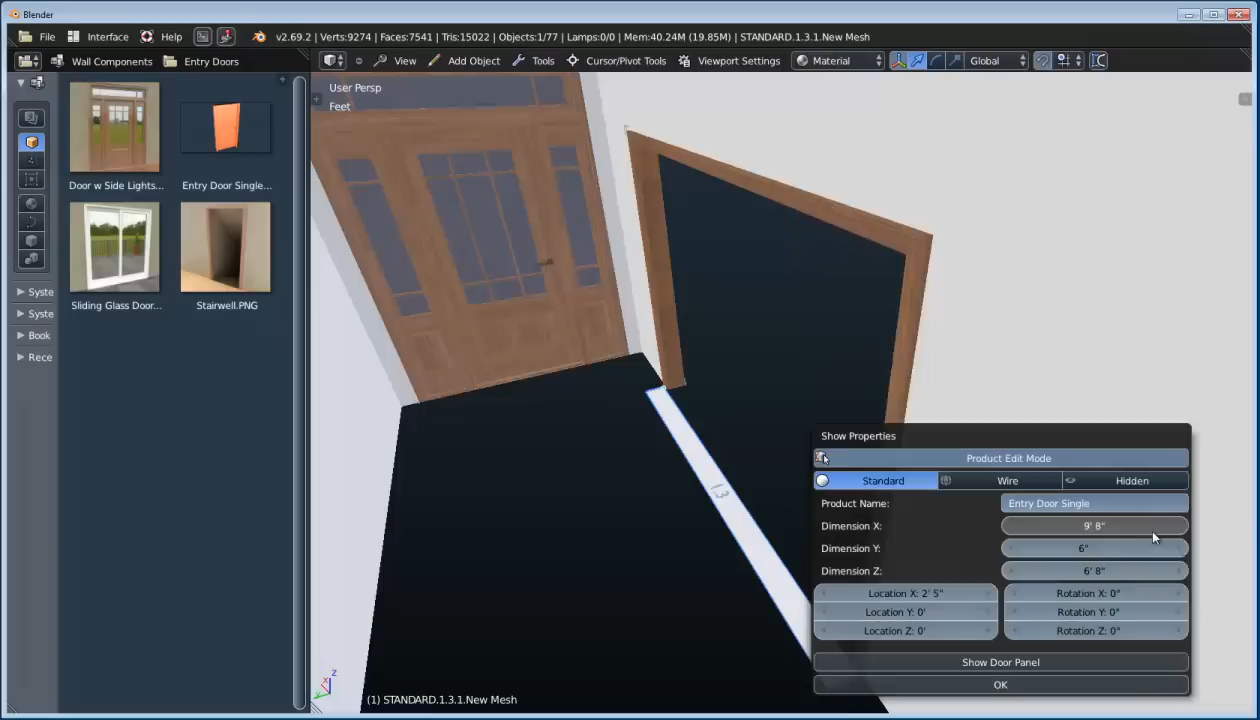 Blender
File Interface Help v2.69.2 | Verts:9274 | Faces:7541 | Tris:15022 | Objects:1/77 | Lamps:0/0 | Mem:40.24M (19.85M) | STANDARD.1.3.1.New Mesh
Wall Components Entry Doors View Add Object Tools Cursor/Pivot Tools Viewport Settings Material Global
User Persp
Feet
Door w Side Lights... Entry Door Single...
Sliding Glass Door... Stairwell.PNG
Syste
Syste
Book
Rece
Show Properties
Product Edit Mode
Standard Wire Hidden
Product Name: Entry Door Single
Dimension X: 9' 8"
Dimension Y: 6"
Dimension Z: 6' 8"
Location X: 2' 5" Rotation X: 0°
Location Y: 0' Rotation Y: 0°
Location Z: 0' Rotation Z: 0°
Show Door Panel
OK
(1) STANDARD.1.3.1.New Mesh
z
x
y